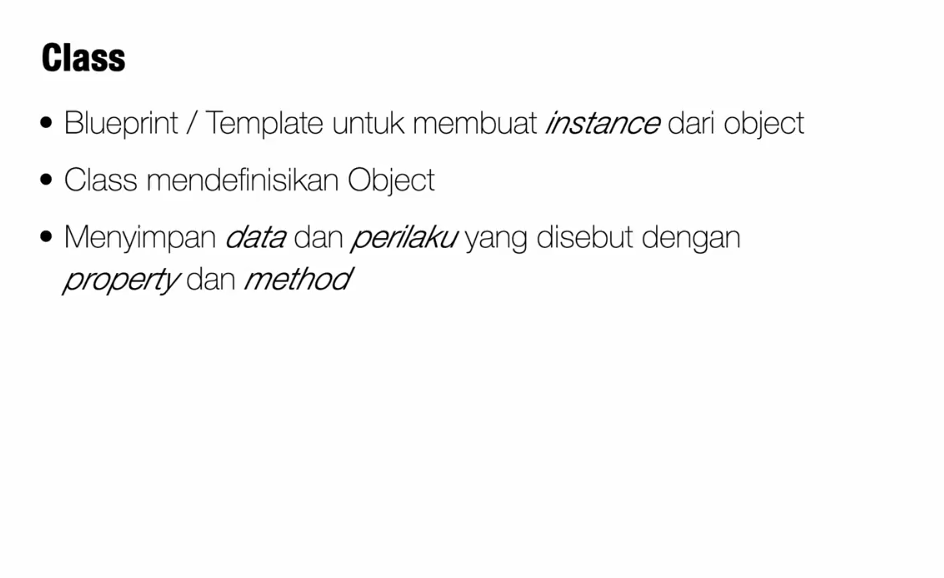 Class
• Blueprint / Template untuk membuat instance dari object
• Class mendefinisikan Object
• Menyimpan data dan perilaku yang disebut dengan
property dan method